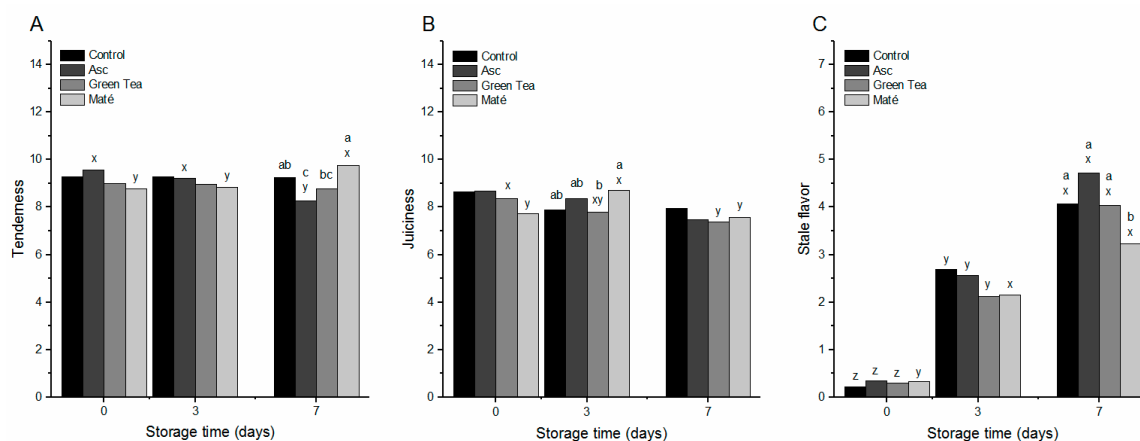 A
Control
Asc
Green Tea
Maté
14
12
10
8
6
4
2
0
Tenderness
x
y
x
y
ab
c
y
bc
a
x
0
3
7
Storage time (days)
B
Control
Asc
Green Tea
Maté
14
12
10
8
6
4
2
0
Juiciness
x
y
ab
ab
b
xy
a
x
y
y
0
3
7
Storage time (days)
C
Control
Asc
Green Tea
Maté
7
6
5
4
3
2
1
0
Stale flavor
z
z
z
y
y
y
y
x
a
x
a
x
a
x
b
x
0
3
7
Storage time (days)